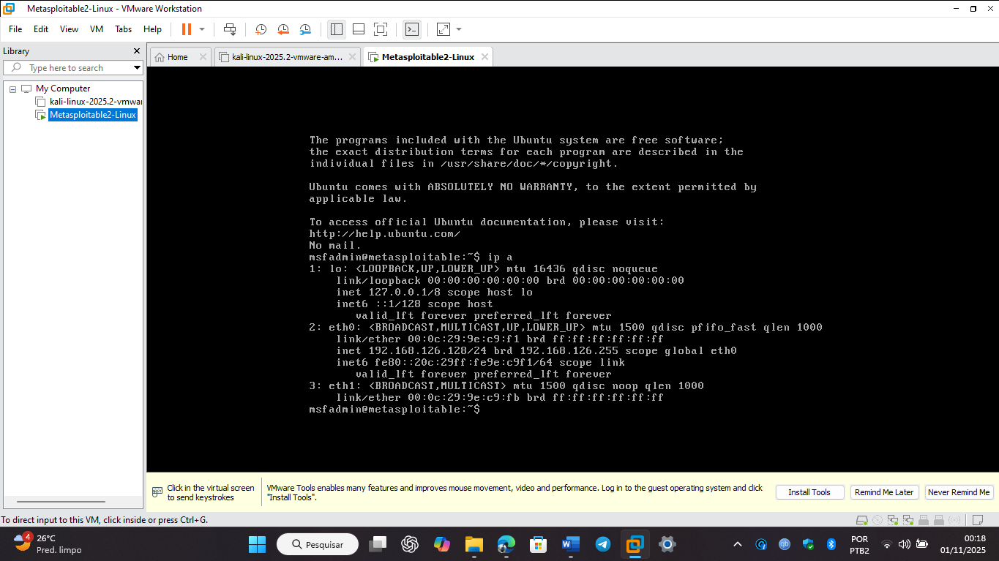 Metasploitable2-Linux - VMware Workstation
File Edit View VM Tabs Help
Library
Type here to search
My Computer
kali-linux-2025.2-vmwar
Metasploitable2-Linux
Home
kali-linux-2025.2-vmware-am...
Metasploitable2-Linux
The programs included with the Ubuntu system are free software;
the exact distribution terms for each program are described in the
individual files in /usr/share/doc/*/copyright.
Ubuntu comes with ABSOLUTELY NO WARRANTY, to the extent permitted by
applicable law.
To access official Ubuntu documentation, please visit:
http://help.ubuntu.com/
No mail.
msfadmin@metasploitable:~$ ip a
1: lo: <LOOPBACK,UP,LOWER_UP> mtu 16436 qdisc noqueue
link/loopback 00:00:00:00:00:00 brd 00:00:00:00:00:00
inet 127.0.0.1/8 scope host lo
inet6 ::1/128 scope host
valid_lft forever preferred_lft forever
2: eth0: <BROADCAST,MULTICAST,UP,LOWER_UP> mtu 1500 qdisc pfifo_fast qlen 1000
link/ether 00:0c:29:9e:c9:f1 brd ff:ff:ff:ff:ff:ff
inet 192.168.126.128/24 brd 192.168.126.255 scope global eth0
inet6 fe80::20c:29ff:fe9e:c9f1/64 scope link
valid_lft forever preferred_lft forever
3: eth1: <BROADCAST,MULTICAST> mtu 1500 qdisc noop qlen 1000
link/ether 00:0c:29:9e:c9:fb brd ff:ff:ff:ff:ff:ff
msfadmin@metasploitable:~$
Click in the virtual screen
to send keystrokes
VMware Tools enables many features and improves mouse movement, video and performance. Log in to the guest operating system and click
"Install Tools".
Install Tools
Remind Me Later
Never Remind Me
To direct input to this VM, click inside or press Ctrl+G.
4
26°C
Pred. limpo
Pesquisar
qb
POR
PTB2
00:18
01/11/2025